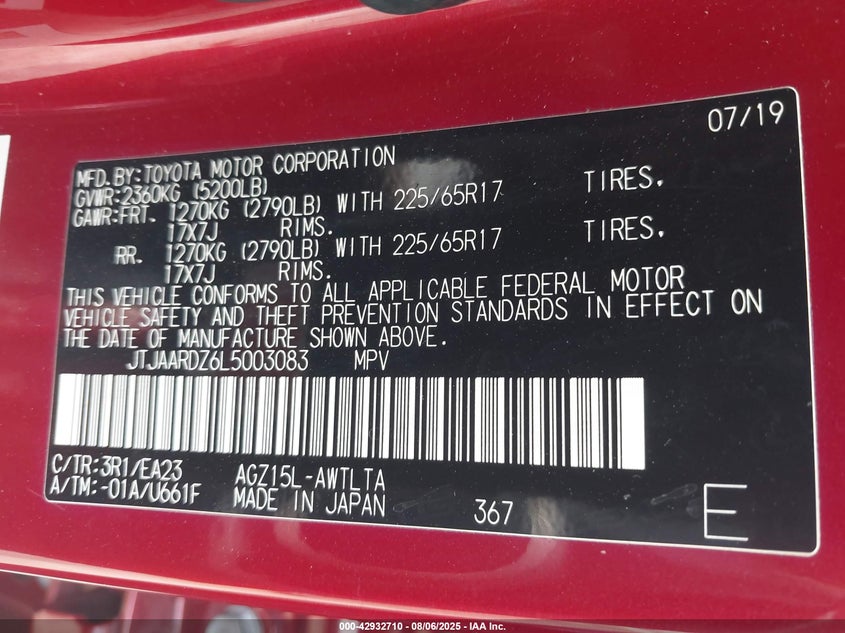 07/19
MFD.BY:TOYOTA MOTOR CORPORATION
GVWR:2360KG (5200LB)
GAWR:FRT. 1270KG (2790LB) WITH 225/65R17 TIRES.
17X7J RIMS.
RR. 1270KG (2790LB) WITH 225/65R17 TIRES.
17X7J RIMS.
THIS VEHICLE CONFORMS TO ALL APPLICABLE FEDERAL MOTOR
VEHICLE SAFETY AND THEFT PREVENTION STANDARDS IN EFFECT ON
THE DATE OF MANUFACTURE SHOWN ABOVE.
JTJAARDZ6L5003083 MPV
C/TR:3R1/EA23 AGZ15L-AWTLTA
A/TM:-01A/U661F MADE IN JAPAN 367 E
000-42932710 - 08/06/2025 - IAA Inc.